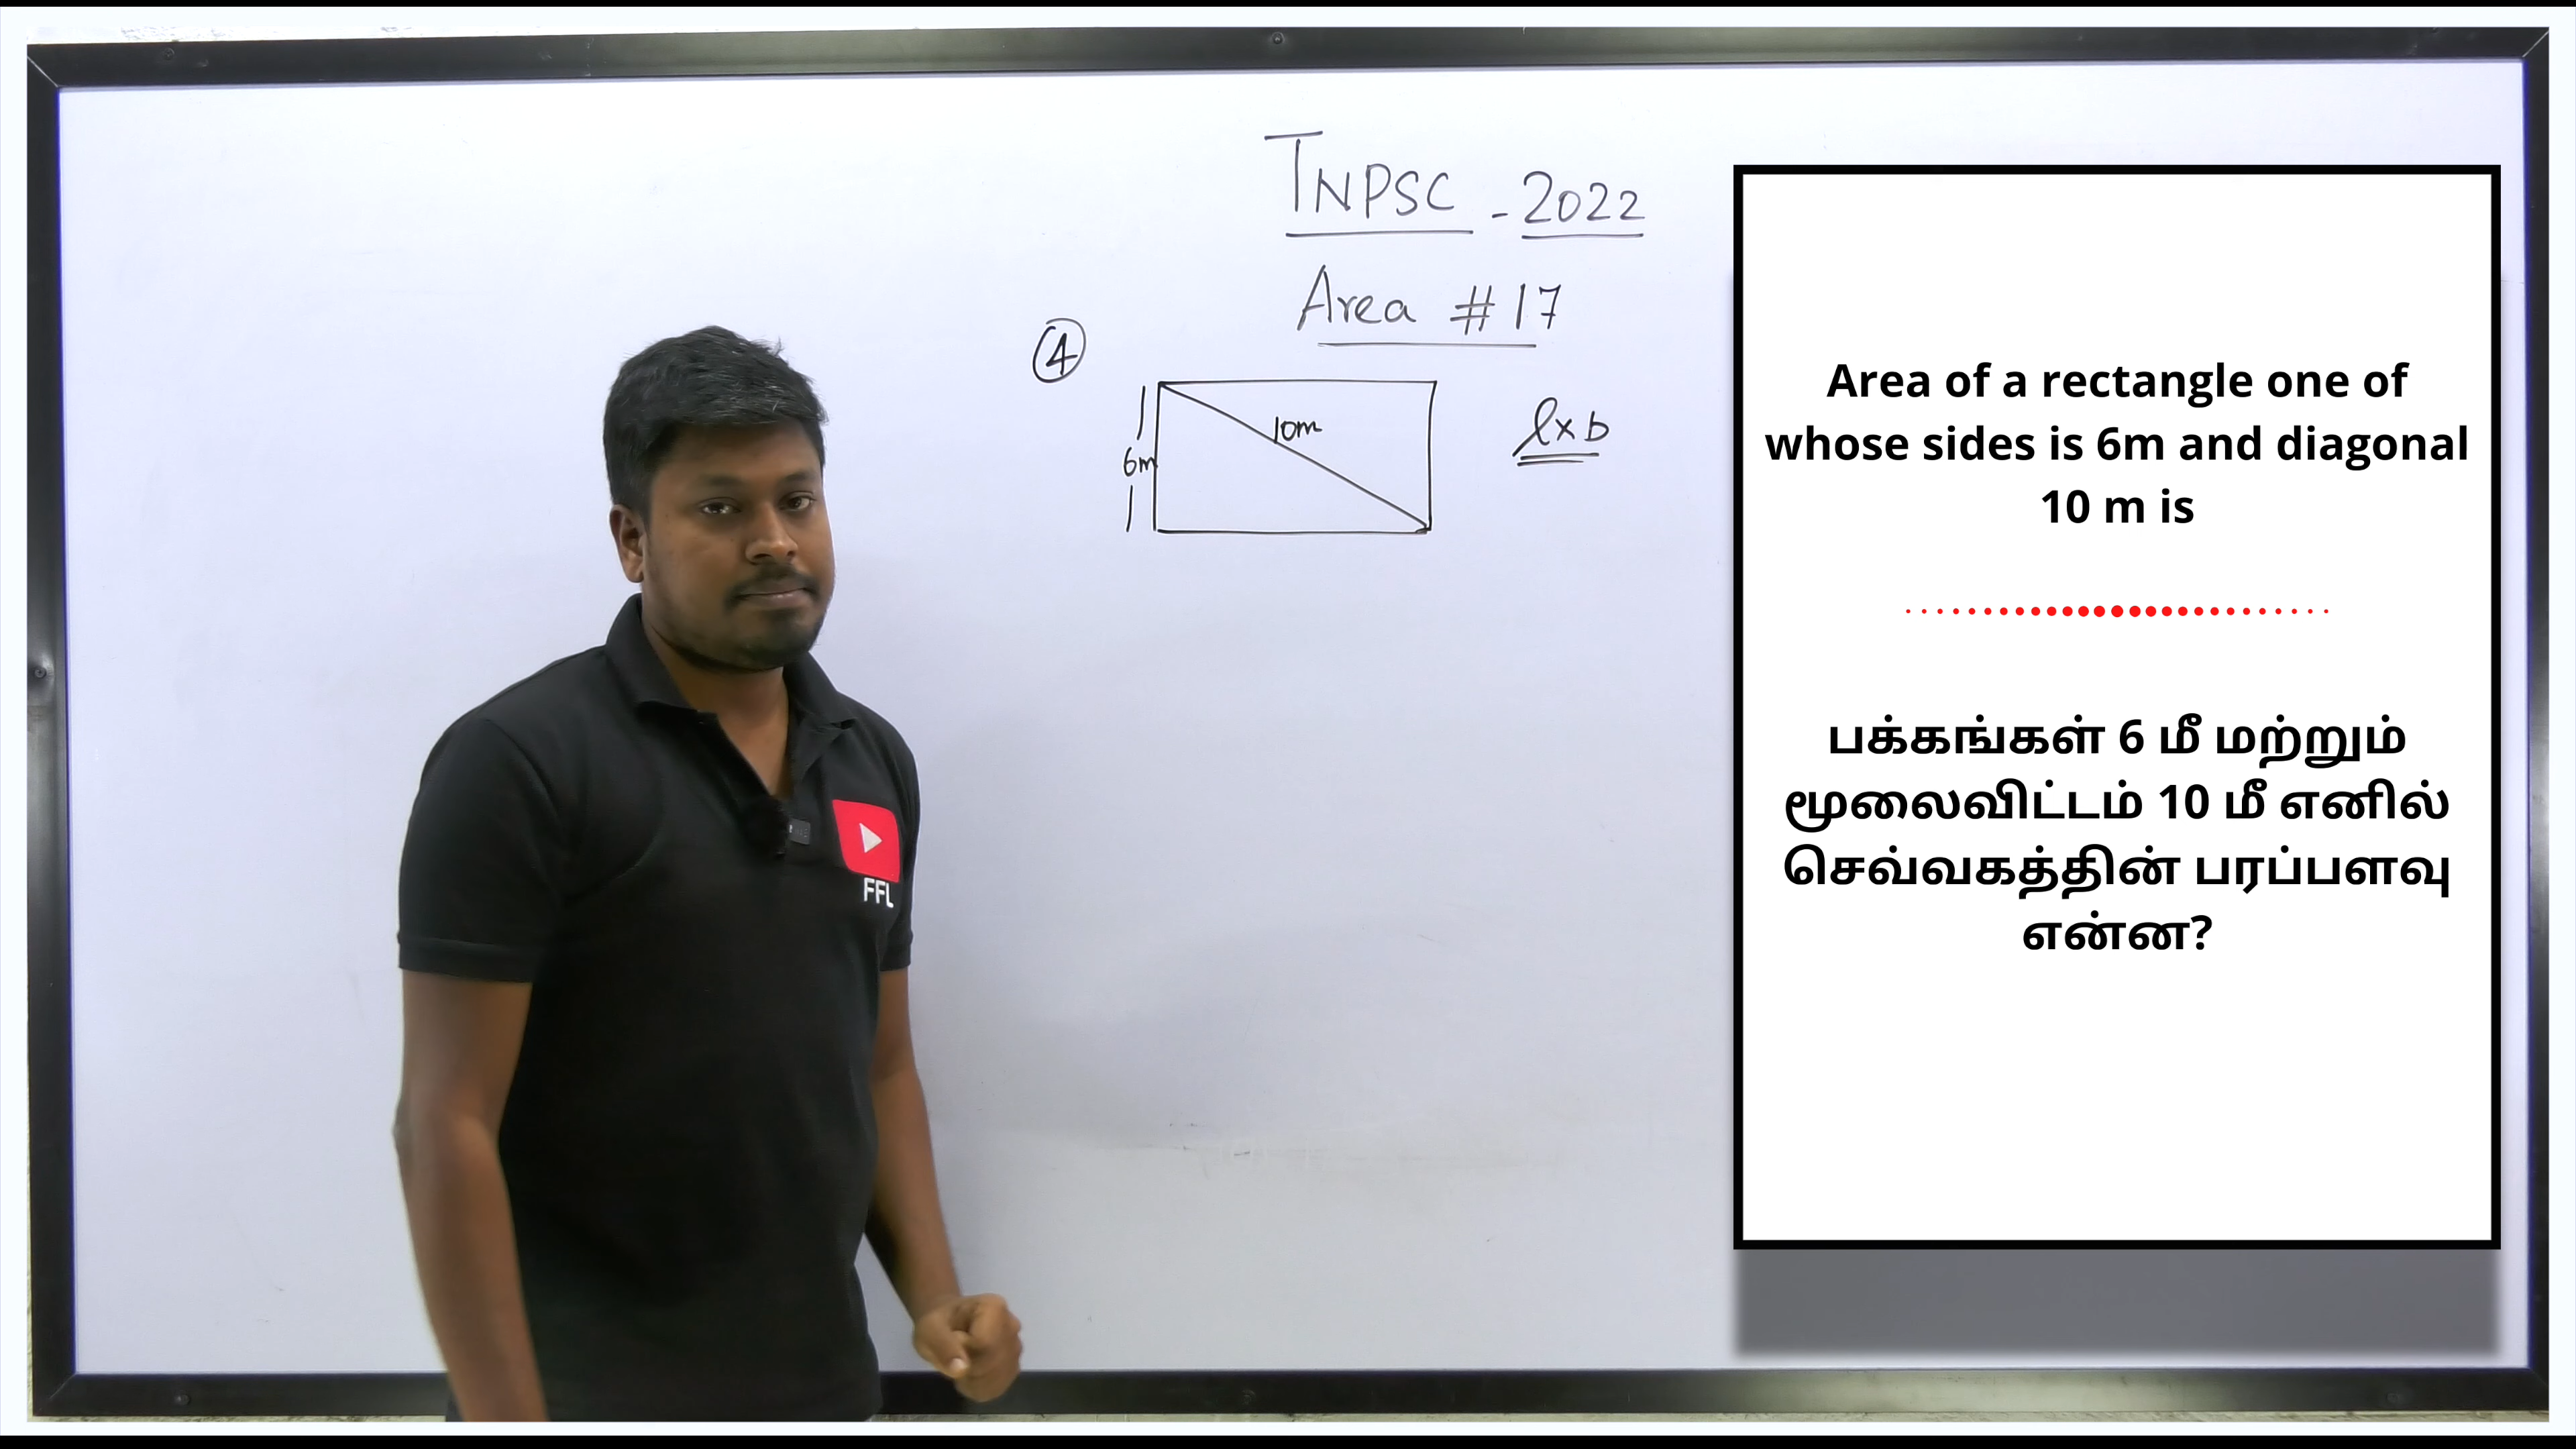 TNPSC - 2022
Area # 17
④
10m
6m
l x b
FFL
Area of a rectangle one of
whose sides is 6m and diagonal
10 m is
பக்கங்கள் 6 மீ மற்றும்
மூலைவிட்டம் 10 மீ எனில்
செவ்வகத்தின் பரப்பளவு
என்ன?